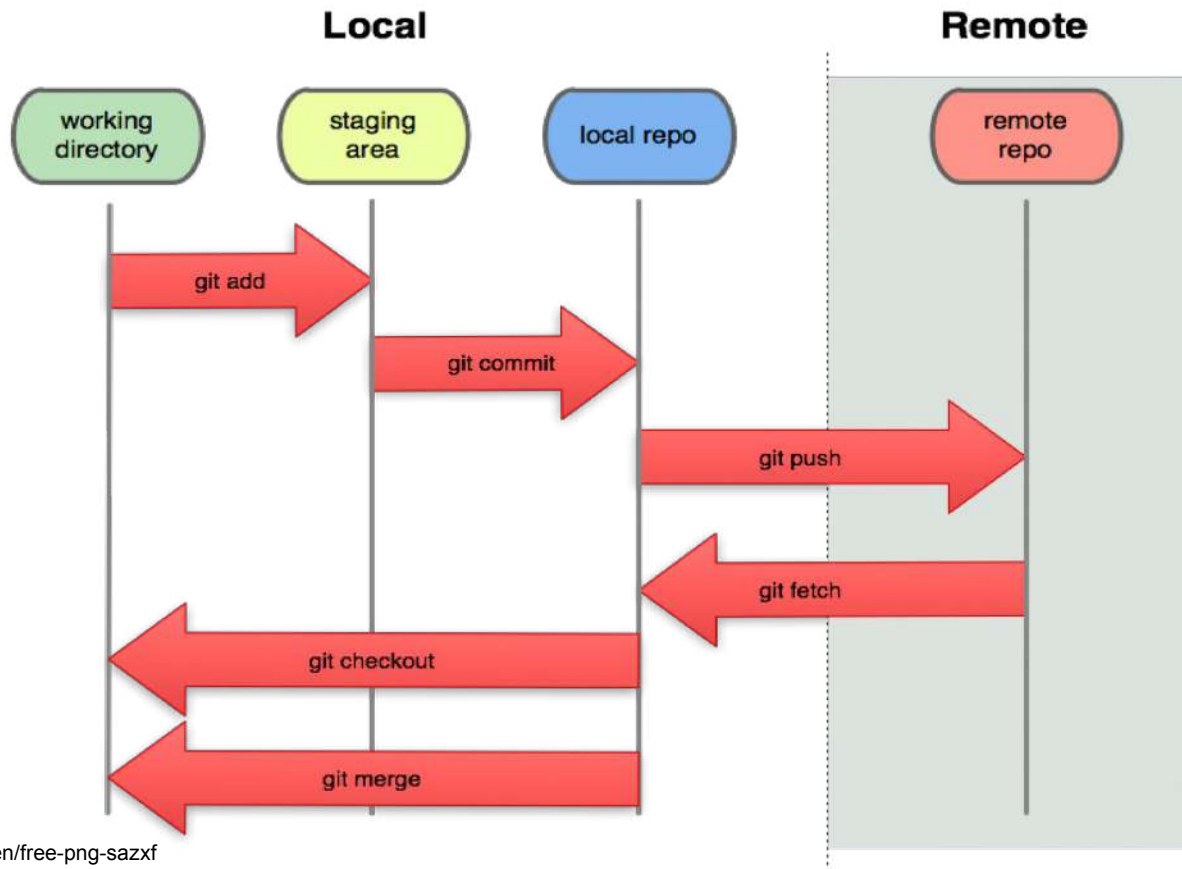 Local
Remote
working
directory
staging
area
local repo
remote
repo
git add
git commit
git push
git fetch
git checkout
git merge
en/free-png-sazxf